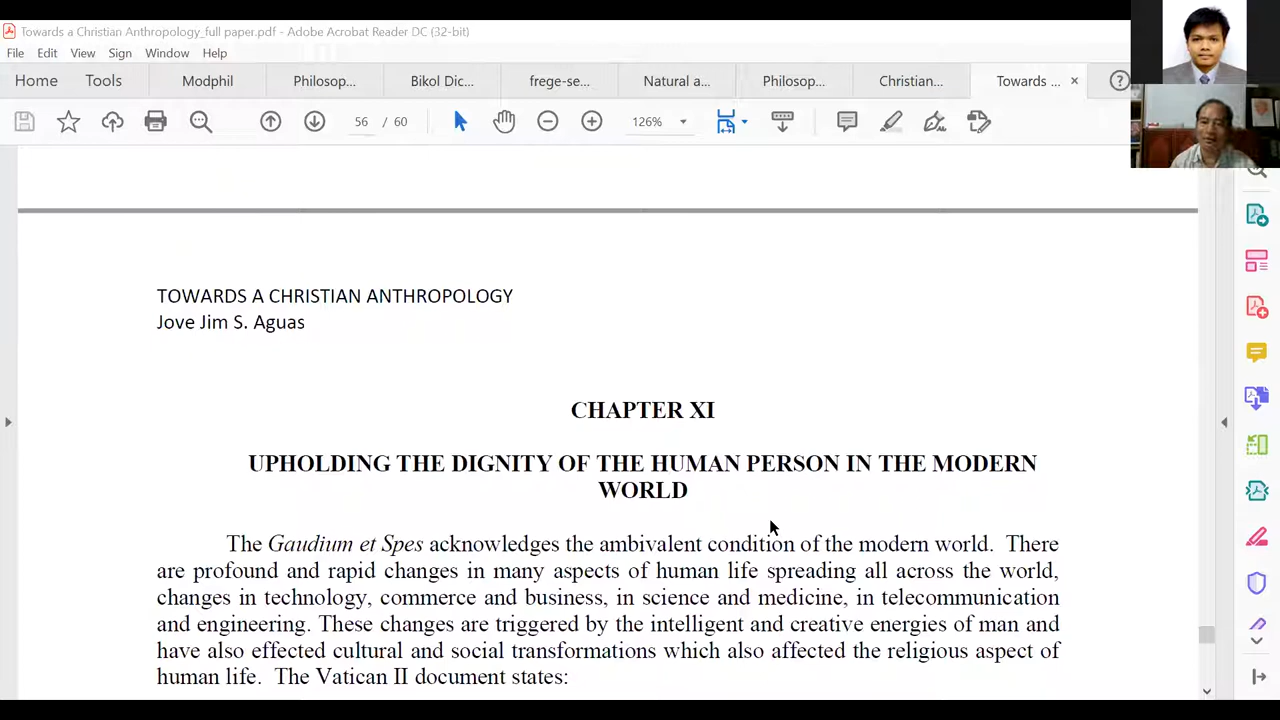 Towards a Christian Anthropology_full paper.pdf - Adobe Acrobat Reader DC (32-bit)
File Edit View Sign Window Help
Home Tools Modphil Philosop... Bikol Dic... frege-se... Natural a... Philosop... Christian... Towards ... ×
56 / 60 126%
TOWARDS A CHRISTIAN ANTHROPOLOGY
Jove Jim S. Aguas
CHAPTER XI
UPHOLDING THE DIGNITY OF THE HUMAN PERSON IN THE MODERN
WORLD
The Gaudium et Spes acknowledges the ambivalent condition of the modern world. There
are profound and rapid changes in many aspects of human life spreading all across the world,
changes in technology, commerce and business, in science and medicine, in telecommunication
and engineering. These changes are triggered by the intelligent and creative energies of man and
have also effected cultural and social transformations which also affected the religious aspect of
human life. The Vatican II document states: